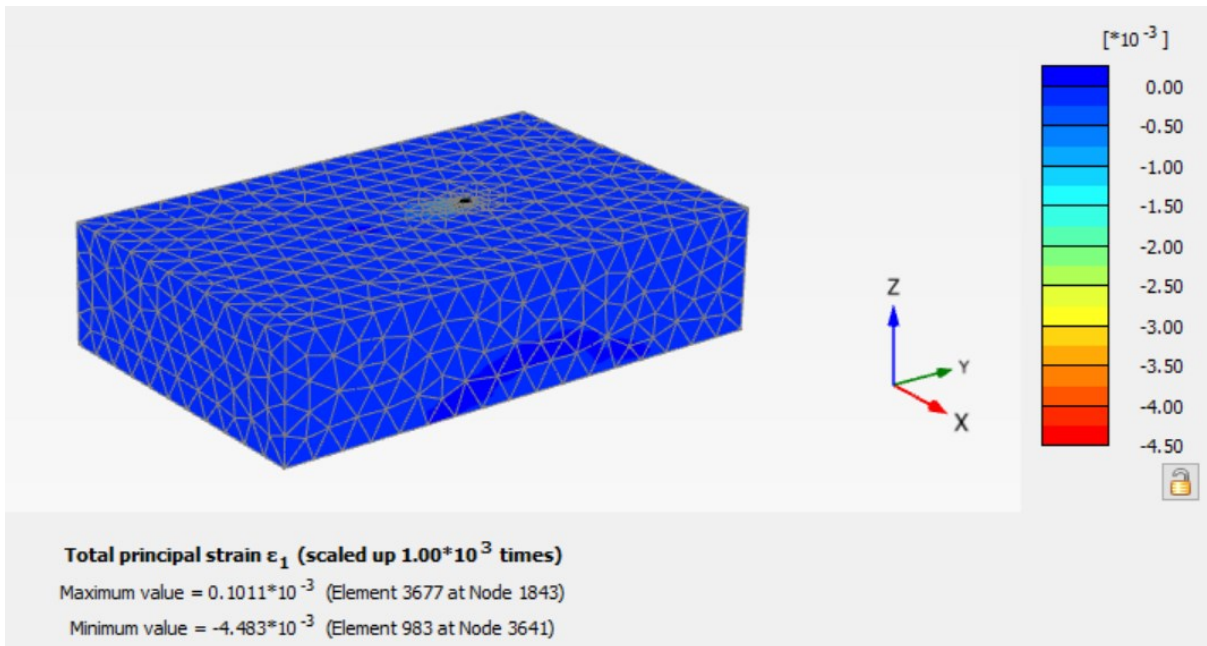 [*10 -3 ]
0.00
-0.50
-1.00
-1.50
-2.00
-2.50
-3.00
-3.50
-4.00
-4.50
Z
Y
X
Total principal strain ε1 (scaled up 1.00*10 3 times)
Maximum value = 0.1011*10 -3 (Element 3677 at Node 1843)
Minimum value = -4.483*10 -3 (Element 983 at Node 3641)